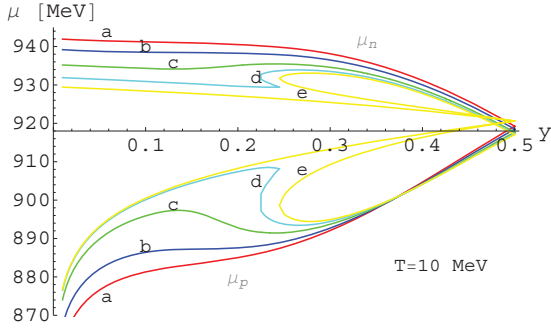 μ [MeV]
a
940
b
μn
c
930
d
e
920
y
0.1 0.2 0.3 0.4 0.5
910
e
d
900
c
890
b
T=10 MeV
880
μp
a
870